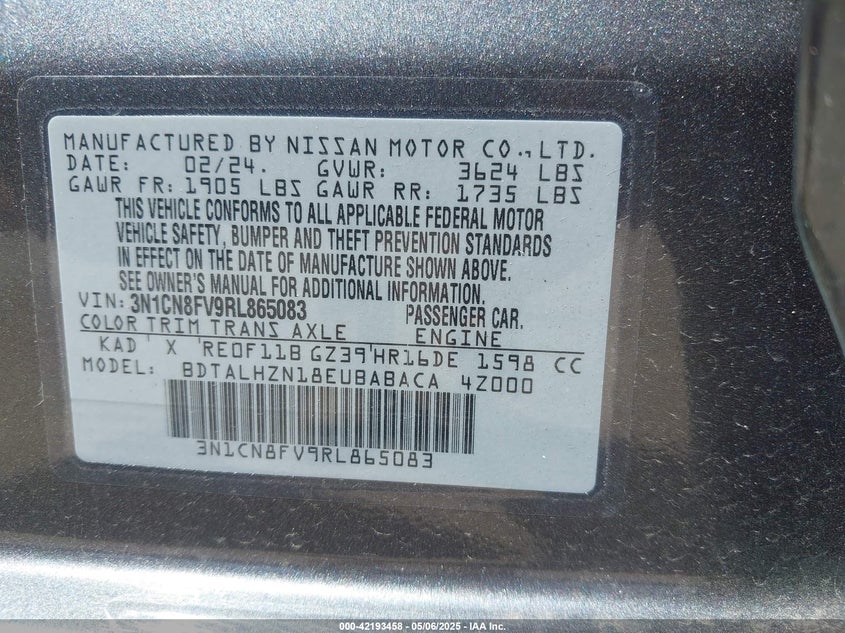 MANUFACTURED BY NISSAN MOTOR CO., LTD.
DATE: 02/24. GVWR: 3624 LBS
GAWR FR: 1905 LBS GAWR RR: 1735 LBS
THIS VEHICLE CONFORMS TO ALL APPLICABLE FEDERAL MOTOR
VEHICLE SAFETY, BUMPER AND THEFT PREVENTION STANDARDS
IN EFFECT ON THE DATE OF MANUFACTURE SHOWN ABOVE.
SEE OWNER'S MANUAL FOR ADDITIONAL INFORMATION.
VIN: 3N1CN8FV9RL865083 PASSENGER CAR.
COLOR TRIM TRANS AXLE ENGINE
KAD ' X 'RE0F11B GZ39'HR16DE 1598 CC
MODEL: BDTALHZN18EUBABACA 4Z000
3N1CN8FV9RL865083
000-42193458 - 05/06/2025 - IAA Inc.